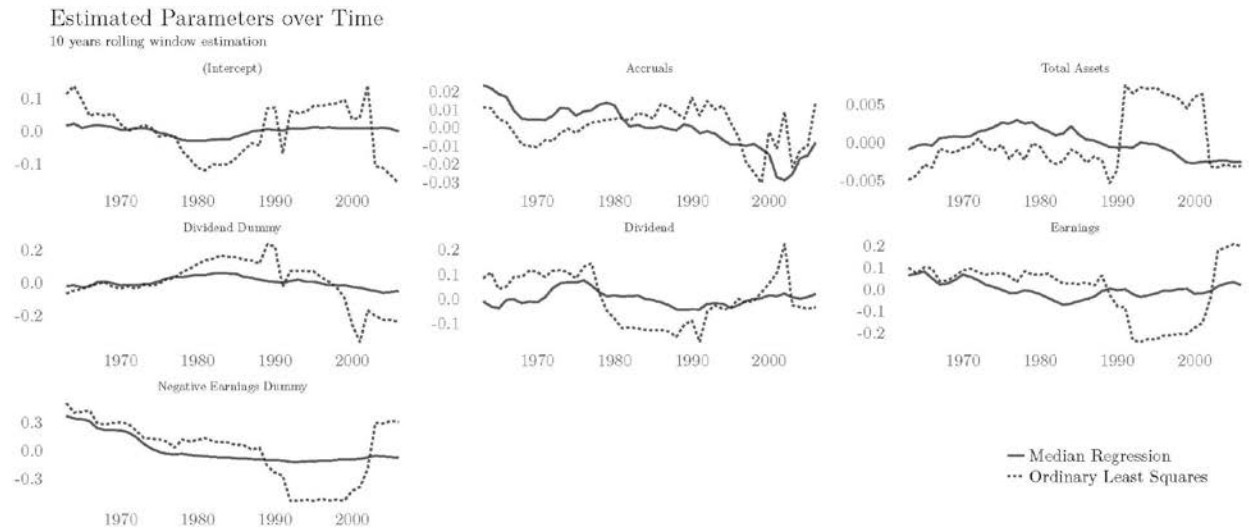 Estimated Parameters over Time
10 years rolling window estimation
(Intercept)
0.1
0.0
-0.1
1970 1980 1990 2000
Accruals
0.02
0.01
0.00
-0.01
-0.02
-0.03
1970 1980 1990 2000
Total Assets
0.005
0.000
-0.005
1970 1980 1990 2000
Dividend Dummy
0.2
0.0
-0.2
1970 1980 1990 2000
Dividend
0.1
0.0
-0.1
1970 1980 1990 2000
Earnings
0.2
0.1
0.0
-0.1
-0.2
1970 1980 1990 2000
Negative Earnings Dummy
0.3
0.0
-0.3
1970 1980 1990 2000
Median Regression
Ordinary Least Squares